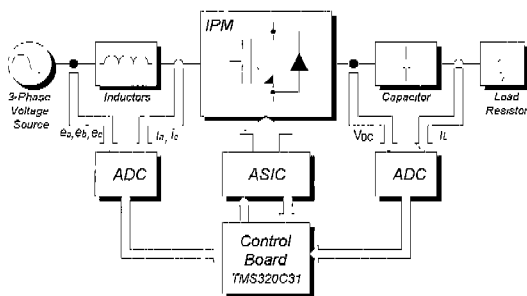 IPM
3-Phase
Voltage
Source
Inductors
Capacitor
Load
Resistor
ea, eb, ec
ia, ic
VDC
IL
ADC
ASIC
ADC
Control
Board
TMS320C31